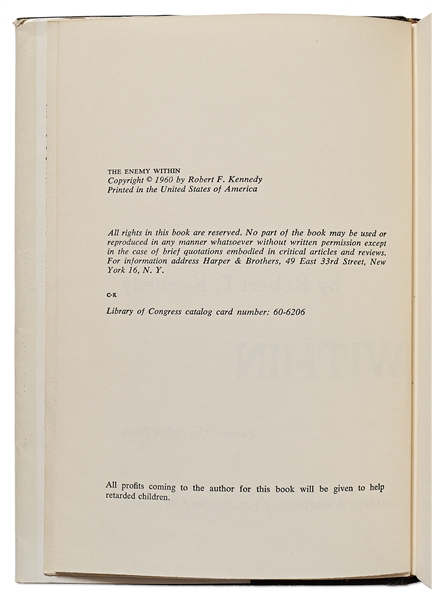 THE ENEMY WITHIN
Copyright © 1960 by Robert F. Kennedy
Printed in the United States of America
All rights in this book are reserved. No part of the book may be used or
reproduced in any manner whatsoever without written permission except
in the case of brief quotations embodied in critical articles and reviews.
For information address Harper & Brothers, 49 East 33rd Street, New
York 16, N. Y.
C-K
Library of Congress catalog card number: 60-6206
All profits coming to the author for this book will be given to help
retarded children.